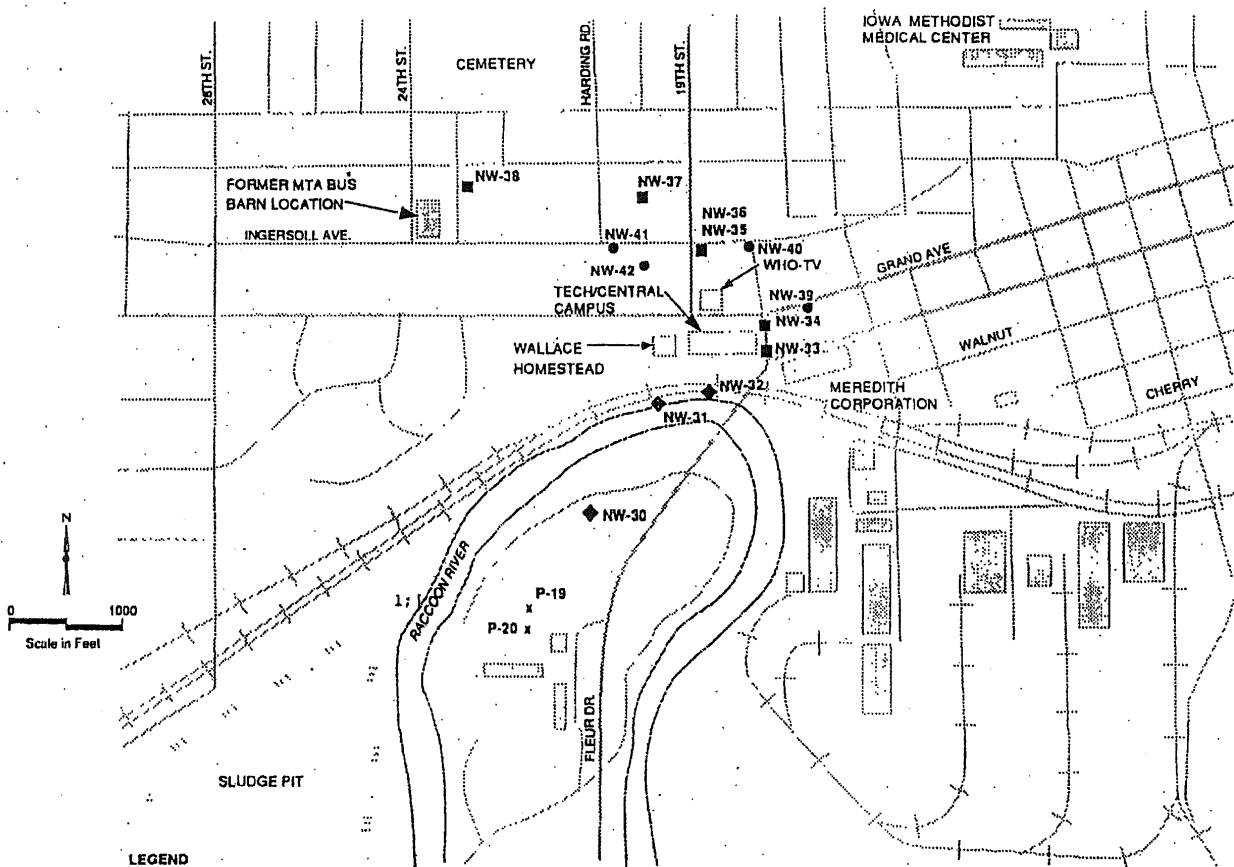 IOWA METHODIST
MEDICAL CENTER
28TH ST.
24TH ST.
CEMETERY
HARDING RD.
19TH ST.
FORMER MTA BUS
BARN LOCATION
INGERSOLL AVE.
NW-38
NW-37
NW-36
NW-35
NW-41
NW-42
NW-40
WHO-TV
GRAND AVE
TECH/CENTRAL
CAMPUS
NW-39
NW-34
NW-33
WALNUT
WALLACE
HOMESTEAD
NW-32
NW-31
MEREDITH
CORPORATION
CHERRY
N
NW-30
RACCOON RIVER
0 1000
Scale in Feet
P-19
P-20
FLEUR DR.
SLUDGE PIT
LEGEND